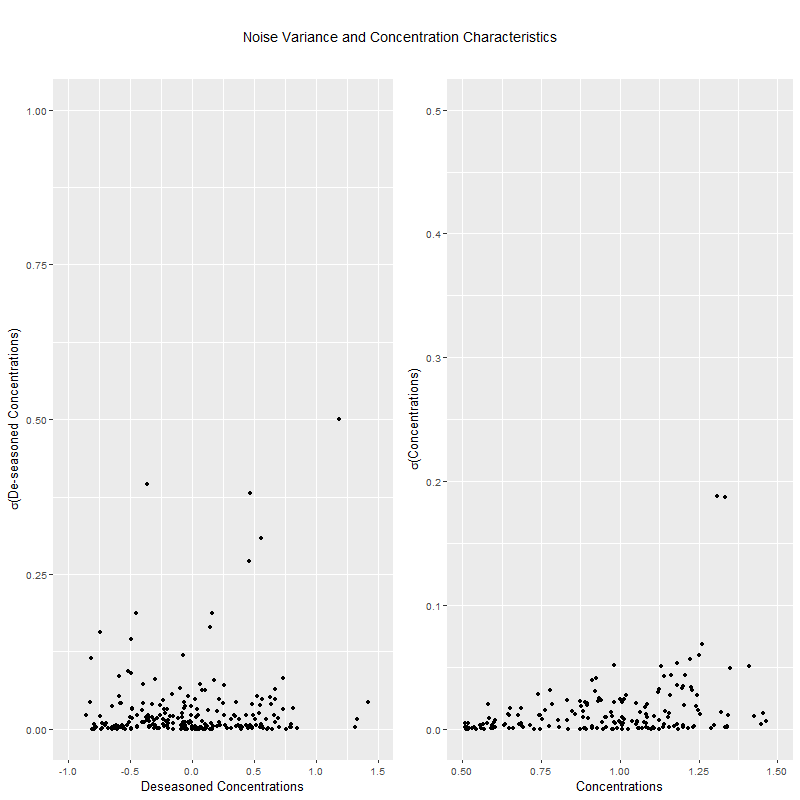 Noise Variance and Concentration Characteristics
1.00
0.75
0.50
0.25
0.00
σ(De-seasoned Concentrations)
-1.0 -0.5 0.0 0.5 1.0 1.5
Deseasoned Concentrations
0.5
0.4
0.3
0.2
0.1
0.0
σ(Concentrations)
0.50 0.75 1.00 1.25 1.50
Concentrations